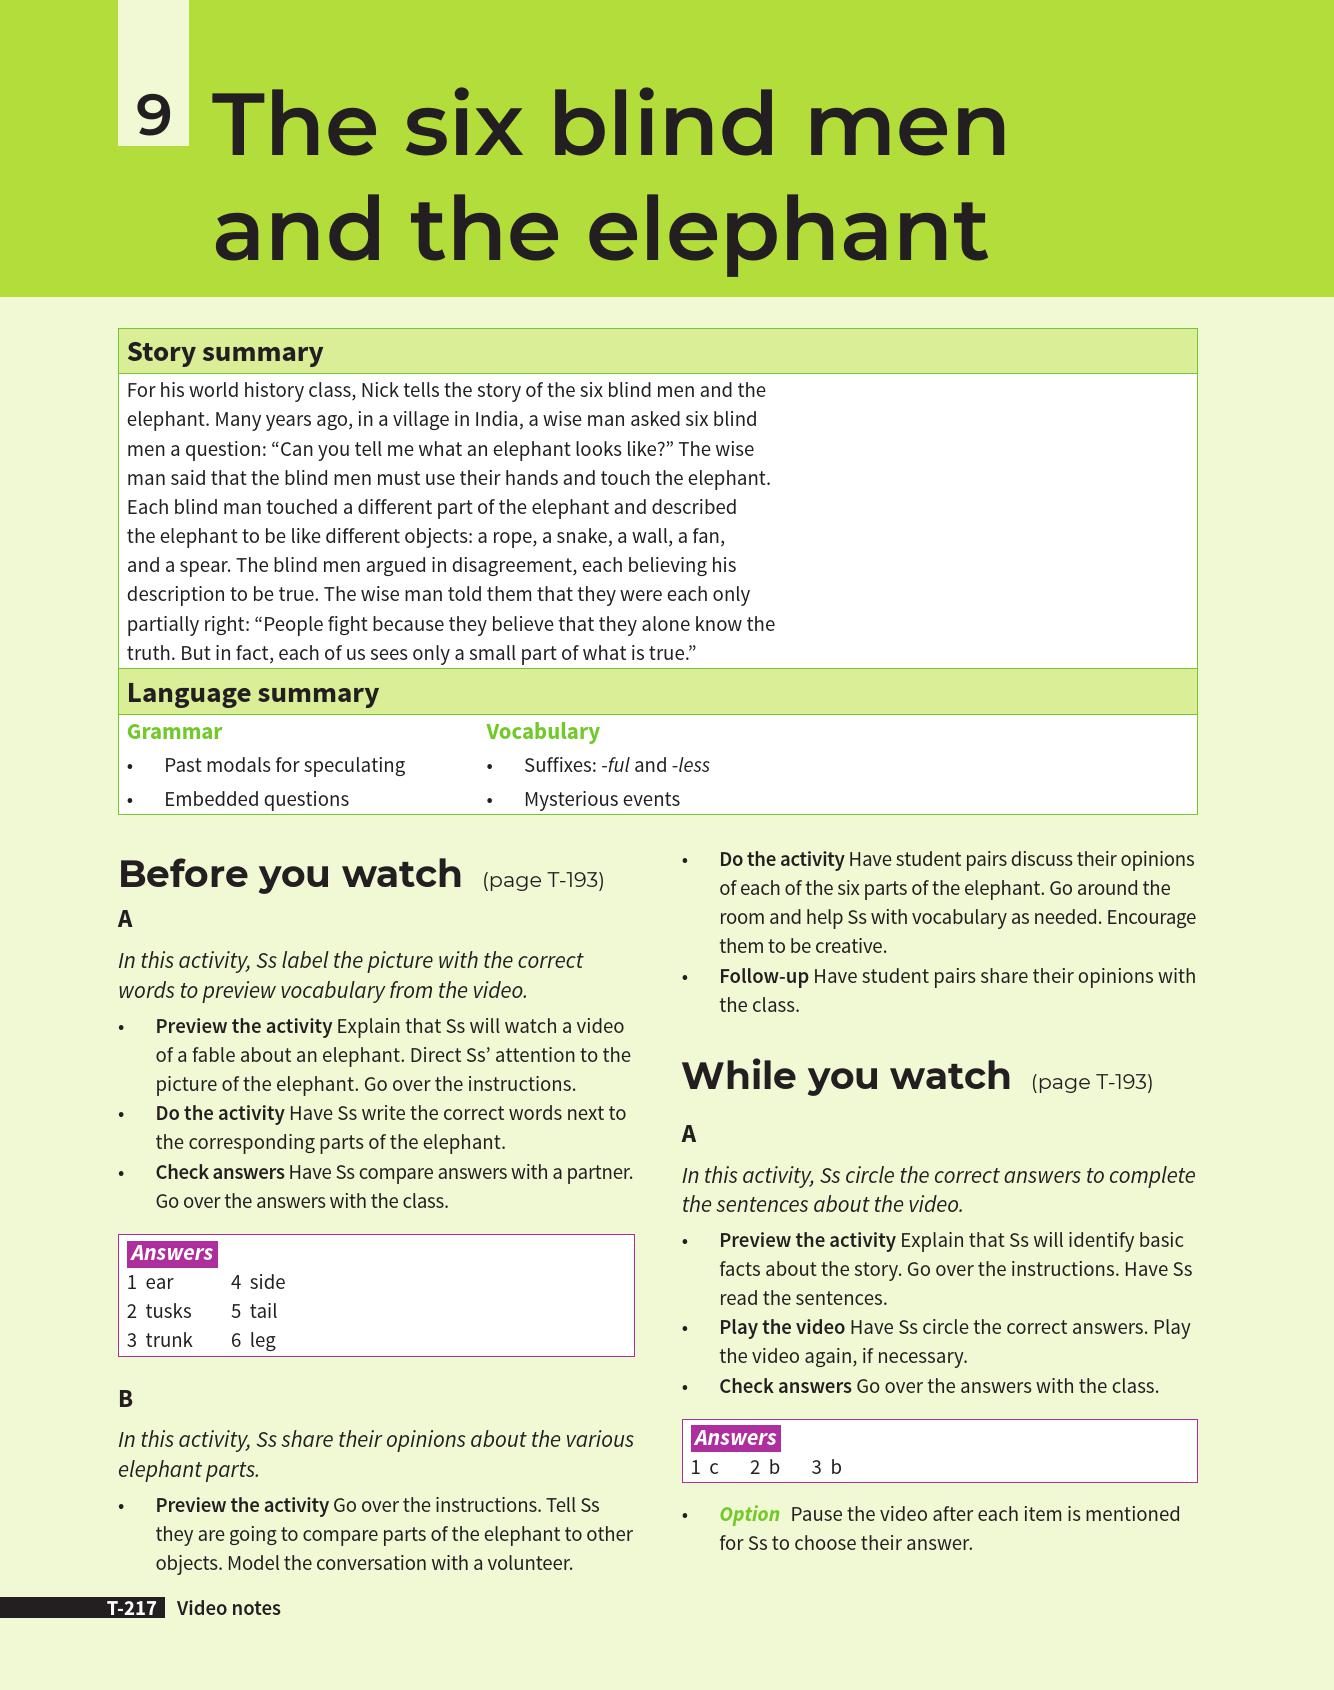 9
The six blind men
and the elephant
Story summary
For his world history class, Nick tells the story of the six blind men and the
elephant. Many years ago, in a village in India, a wise man asked six blind
men a question: “Can you tell me what an elephant looks like?” The wise
man said that the blind men must use their hands and touch the elephant.
Each blind man touched a different part of the elephant and described
the elephant to be like different objects: a rope, a snake, a wall, a fan,
and a spear. The blind men argued in disagreement, each believing his
description to be true. The wise man told them that they were each only
partially right: “People fight because they believe that they alone know the
truth. But in fact, each of us sees only a small part of what is true.”
Language summary
Grammar
• Past modals for speculating
• Embedded questions
Vocabulary
• Suffixes: -ful and -less
• Mysterious events
Before you watch (page T-193)
A
In this activity, Ss label the picture with the correct
words to preview vocabulary from the video.
• Preview the activity Explain that Ss will watch a video
of a fable about an elephant. Direct Ss’ attention to the
picture of the elephant. Go over the instructions.
• Do the activity Have Ss write the correct words next to
the corresponding parts of the elephant.
• Check answers Have Ss compare answers with a partner.
Go over the answers with the class.
Answers
1 ear 4 side
2 tusks 5 tail
3 trunk 6 leg
B
In this activity, Ss share their opinions about the various
elephant parts.
• Preview the activity Go over the instructions. Tell Ss
they are going to compare parts of the elephant to other
objects. Model the conversation with a volunteer.
• Do the activity Have student pairs discuss their opinions
of each of the six parts of the elephant. Go around the
room and help Ss with vocabulary as needed. Encourage
them to be creative.
• Follow-up Have student pairs share their opinions with
the class.
While you watch (page T-193)
A
In this activity, Ss circle the correct answers to complete
the sentences about the video.
• Preview the activity Explain that Ss will identify basic
facts about the story. Go over the instructions. Have Ss
read the sentences.
• Play the video Have Ss circle the correct answers. Play
the video again, if necessary.
• Check answers Go over the answers with the class.
Answers
1 c 2 b 3 b
• Option Pause the video after each item is mentioned
for Ss to choose their answer.
T-217 Video notes